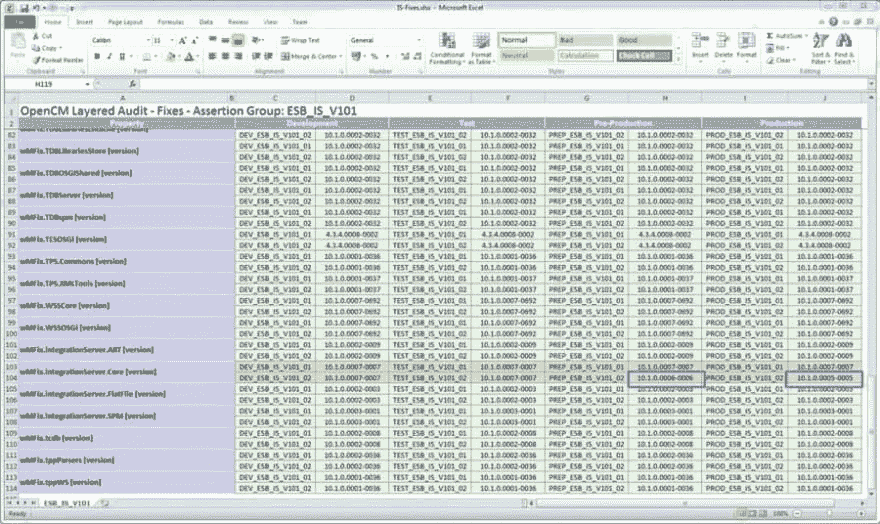 IS-Fixes.xlsx - Microsoft Excel
File Home Insert Page Layout Formulas Data Review View Team
Paste Cut Copy Format Painter Calibri 11 Wrap Text Merge & Center General Conditional Formatting as Table Normal Bad Good Neutral Calculation Check Cell Insert Delete Format AutoSum Fill Clear Sort & Filter Find & Select
Clipboard Font Alignment Number Styles Cells Editing
H119 fx
A B C D E F G H I J
1 OpenCM Layered Audit - Fixes - Assertion Group: ESB_IS_V101
2 Property Development Test Pre-Production Production
82 DEV_ESB_IS_V101_02 10.1.0.0002-0032 TEST_ESB_IS_V101_02 10.1.0.0002-0032 PREP_ESB_IS_V101_02 10.1.0.0002-0032 PROD_ESB_IS_V101_02 10.1.0.0002-0032
83 wMFix.TDBLibrariesStore [version] DEV_ESB_IS_V101_01 10.1.0.0002-0032 TEST_ESB_IS_V101_01 10.1.0.0002-0032 PREP_ESB_IS_V101_01 10.1.0.0002-0032 PROD_ESB_IS_V101_01 10.1.0.0002-0032
84 DEV_ESB_IS_V101_02 10.1.0.0002-0032 TEST_ESB_IS_V101_02 10.1.0.0002-0032 PREP_ESB_IS_V101_02 10.1.0.0002-0032 PROD_ESB_IS_V101_02 10.1.0.0002-0032
85 wMFix.TDBOSGiShared [version] DEV_ESB_IS_V101_01 10.1.0.0002-0032 TEST_ESB_IS_V101_01 10.1.0.0002-0032 PREP_ESB_IS_V101_01 10.1.0.0002-0032 PROD_ESB_IS_V101_01 10.1.0.0002-0032
86 DEV_ESB_IS_V101_02 10.1.0.0002-0032 TEST_ESB_IS_V101_02 10.1.0.0002-0032 PREP_ESB_IS_V101_02 10.1.0.0002-0032 PROD_ESB_IS_V101_02 10.1.0.0002-0032
87 wMFix.TDBServer [version] DEV_ESB_IS_V101_01 10.1.0.0002-0032 TEST_ESB_IS_V101_01 10.1.0.0002-0032 PREP_ESB_IS_V101_01 10.1.0.0002-0032 PROD_ESB_IS_V101_01 10.1.0.0002-0032
88 DEV_ESB_IS_V101_02 10.1.0.0002-0032 TEST_ESB_IS_V101_02 10.1.0.0002-0032 PREP_ESB_IS_V101_02 10.1.0.0002-0032 PROD_ESB_IS_V101_02 10.1.0.0002-0032
89 wMFix.TDBspm [version] DEV_ESB_IS_V101_01 10.1.0.0002-0032 TEST_ESB_IS_V101_01 10.1.0.0002-0032 PREP_ESB_IS_V101_01 10.1.0.0002-0032 PROD_ESB_IS_V101_01 10.1.0.0002-0032
90 DEV_ESB_IS_V101_02 10.1.0.0002-0032 TEST_ESB_IS_V101_02 10.1.0.0002-0032 PREP_ESB_IS_V101_02 10.1.0.0002-0032 PROD_ESB_IS_V101_02 10.1.0.0002-0032
91 wMFix.TESOSGi [version] DEV_ESB_IS_V101_01 4.3.4.0008-0002 TEST_ESB_IS_V101_01 4.3.4.0008-0002 PREP_ESB_IS_V101_01 4.3.4.0008-0002 PROD_ESB_IS_V101_01 4.3.4.0008-0002
92 DEV_ESB_IS_V101_02 4.3.4.0008-0002 TEST_ESB_IS_V101_02 4.3.4.0008-0002 PREP_ESB_IS_V101_02 4.3.4.0008-0002 PROD_ESB_IS_V101_02 4.3.4.0008-0002
93 wMFix.TPS.Commons [version] DEV_ESB_IS_V101_01 10.1.0.0001-0036 TEST_ESB_IS_V101_01 10.1.0.0001-0036 PREP_ESB_IS_V101_01 10.1.0.0001-0036 PROD_ESB_IS_V101_01 10.1.0.0001-0036
94 DEV_ESB_IS_V101_02 10.1.0.0001-0036 TEST_ESB_IS_V101_02 10.1.0.0001-0036 PREP_ESB_IS_V101_02 10.1.0.0001-0036 PROD_ESB_IS_V101_02 10.1.0.0001-0036
95 wMFix.TPS.XMLTools [version] DEV_ESB_IS_V101_01 10.1.0.0001-0037 TEST_ESB_IS_V101_01 10.1.0.0001-0037 PREP_ESB_IS_V101_01 10.1.0.0001-0037 PROD_ESB_IS_V101_01 10.1.0.0001-0037
96 DEV_ESB_IS_V101_02 10.1.0.0001-0037 TEST_ESB_IS_V101_02 10.1.0.0001-0037 PREP_ESB_IS_V101_02 10.1.0.0001-0037 PROD_ESB_IS_V101_02 10.1.0.0001-0037
97 wMFix.WSSCore [version] DEV_ESB_IS_V101_01 10.1.0.0007-0692 TEST_ESB_IS_V101_01 10.1.0.0007-0692 PREP_ESB_IS_V101_01 10.1.0.0007-0692 PROD_ESB_IS_V101_01 10.1.0.0007-0692
98 DEV_ESB_IS_V101_02 10.1.0.0007-0692 TEST_ESB_IS_V101_02 10.1.0.0007-0692 PREP_ESB_IS_V101_02 10.1.0.0007-0692 PROD_ESB_IS_V101_02 10.1.0.0007-0692
99 wMFix.WSSOSGi [version] DEV_ESB_IS_V101_01 10.1.0.0007-0692 TEST_ESB_IS_V101_01 10.1.0.0007-0692 PREP_ESB_IS_V101_01 10.1.0.0007-0692 PROD_ESB_IS_V101_01 10.1.0.0007-0692
100 DEV_ESB_IS_V101_02 10.1.0.0007-0692 TEST_ESB_IS_V101_02 10.1.0.0007-0692 PREP_ESB_IS_V101_02 10.1.0.0007-0692 PROD_ESB_IS_V101_02 10.1.0.0007-0692
101 wMFix.integrationServer.ART [version] DEV_ESB_IS_V101_01 10.1.0.0002-0009 TEST_ESB_IS_V101_01 10.1.0.0002-0009 PREP_ESB_IS_V101_01 10.1.0.0002-0009 PROD_ESB_IS_V101_01 10.1.0.0002-0009
102 DEV_ESB_IS_V101_02 10.1.0.0002-0009 TEST_ESB_IS_V101_02 10.1.0.0002-0009 PREP_ESB_IS_V101_02 10.1.0.0002-0009 PROD_ESB_IS_V101_02 10.1.0.0002-0009
103 wMFix.integrationServer.Core [version] DEV_ESB_IS_V101_01 10.1.0.0007-0007 TEST_ESB_IS_V101_01 10.1.0.0007-0007 PREP_ESB_IS_V101_01 10.1.0.0007-0007 PROD_ESB_IS_V101_01 10.1.0.0007-0007
104 DEV_ESB_IS_V101_02 10.1.0.0007-0007 TEST_ESB_IS_V101_02 10.1.0.0007-0007 PREP_ESB_IS_V101_02 10.1.0.0006-0006 PROD_ESB_IS_V101_02 10.1.0.0005-0005
105 wMFix.integrationServer.FlatFile [version] DEV_ESB_IS_V101_01 10.1.0.0002-0003 TEST_ESB_IS_V101_01 10.1.0.0002-0003 PREP_ESB_IS_V101_01 10.1.0.0002-0003 PROD_ESB_IS_V101_01 10.1.0.0002-0003
106 DEV_ESB_IS_V101_02 10.1.0.0002-0003 TEST_ESB_IS_V101_02 10.1.0.0002-0003 PREP_ESB_IS_V101_02 10.1.0.0002-0003 PROD_ESB_IS_V101_02 10.1.0.0002-0003
107 wMFix.integrationServer.SPM [version] DEV_ESB_IS_V101_01 10.1.0.0003-0001 TEST_ESB_IS_V101_01 10.1.0.0003-0001 PREP_ESB_IS_V101_01 10.1.0.0003-0001 PROD_ESB_IS_V101_01 10.1.0.0003-0001
108 DEV_ESB_IS_V101_02 10.1.0.0003-0001 TEST_ESB_IS_V101_02 10.1.0.0003-0001 PREP_ESB_IS_V101_02 10.1.0.0003-0001 PROD_ESB_IS_V101_02 10.1.0.0003-0001
109 wMFix.tcdb [version] DEV_ESB_IS_V101_01 10.1.0.0002-0008 TEST_ESB_IS_V101_01 10.1.0.0002-0008 PREP_ESB_IS_V101_01 10.1.0.0002-0008 PROD_ESB_IS_V101_01 10.1.0.0002-0008
110 DEV_ESB_IS_V101_02 10.1.0.0002-0008 TEST_ESB_IS_V101_02 10.1.0.0002-0008 PREP_ESB_IS_V101_02 10.1.0.0002-0008 PROD_ESB_IS_V101_02 10.1.0.0002-0008
111 wMFix.tppParsers [version] DEV_ESB_IS_V101_01 10.1.0.0001-0036 TEST_ESB_IS_V101_01 10.1.0.0001-0036 PREP_ESB_IS_V101_01 10.1.0.0001-0036 PROD_ESB_IS_V101_01 10.1.0.0001-0036
112 DEV_ESB_IS_V101_02 10.1.0.0001-0036 TEST_ESB_IS_V101_02 10.1.0.0001-0036 PREP_ESB_IS_V101_02 10.1.0.0001-0036 PROD_ESB_IS_V101_02 10.1.0.0001-0036
113 wMFix.tppWS [version] DEV_ESB_IS_V101_01 10.1.0.0001-0036 TEST_ESB_IS_V101_01 10.1.0.0001-0036 PREP_ESB_IS_V101_01 10.1.0.0001-0036 PROD_ESB_IS_V101_01 10.1.0.0001-0036
114 DEV_ESB_IS_V101_02 10.1.0.0001-0036 TEST_ESB_IS_V101_02 10.1.0.0001-0036 PREP_ESB_IS_V101_02 10.1.0.0001-0036 PROD_ESB_IS_V101_02 10.1.0.0001-0036
ESB_IS_V101
Ready 100%